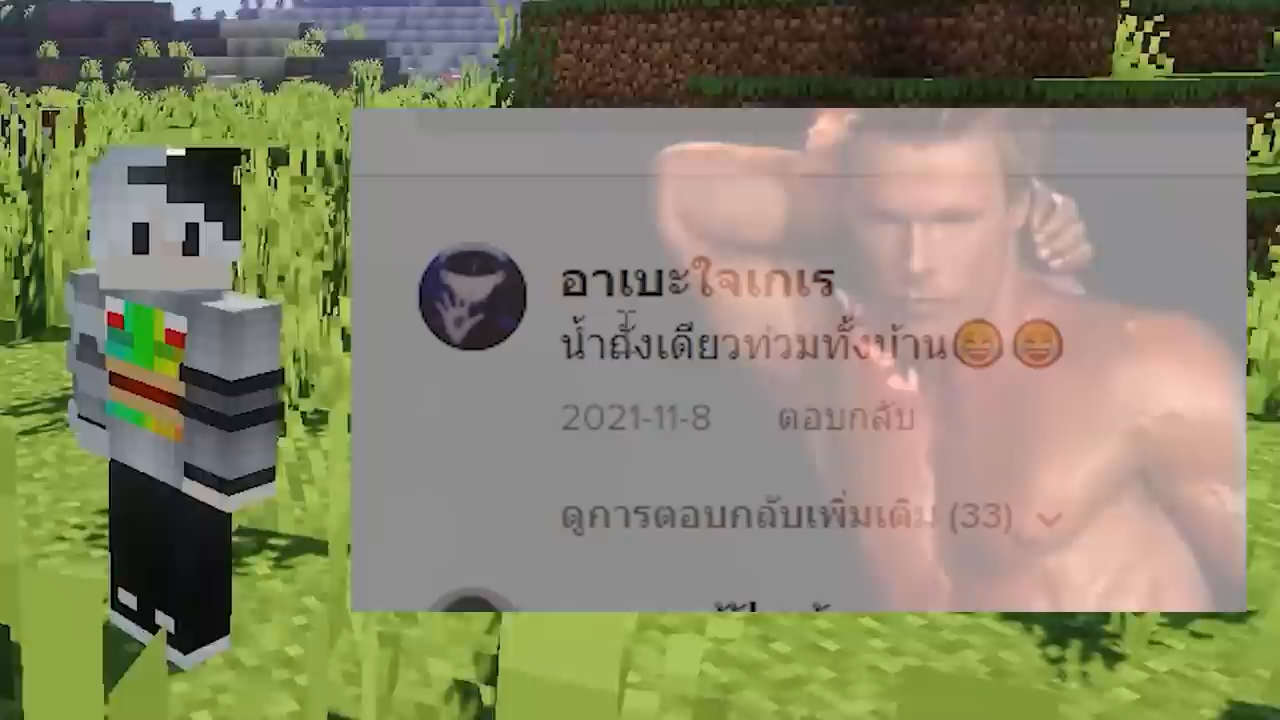 อาเบะใจเกเร
น้ำถังเดียวท่วมทั้งบ้าน😄😄
2021-11-8 ตอบกลับ
ดูการตอบกลับเพิ่มเติม (33)